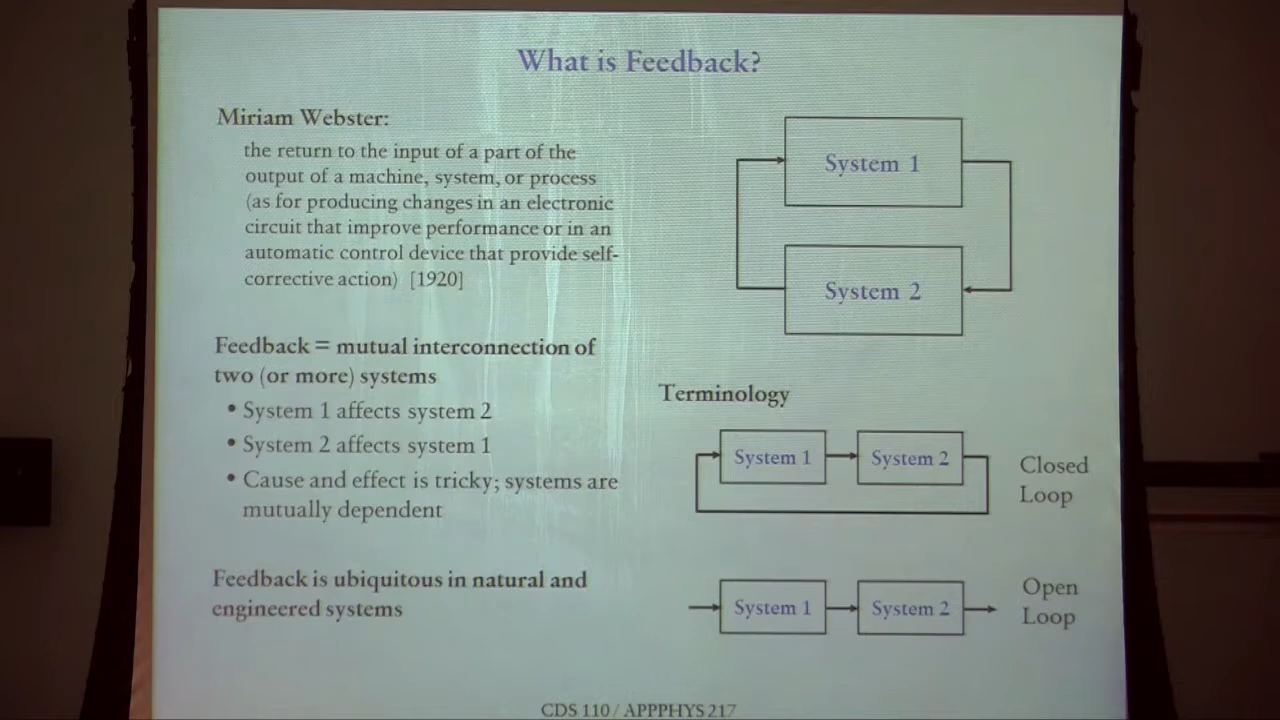 What is Feedback?
Miriam Webster:
the return to the input of a part of the
output of a machine, system, or process
(as for producing changes in an electronic
circuit that improve performance or in an
automatic control device that provide self-
corrective action) [1920]
System 1
System 2
Feedback = mutual interconnection of
two (or more) systems
• System 1 affects system 2
• System 2 affects system 1
• Cause and effect is tricky; systems are
mutually dependent
Feedback is ubiquitous in natural and
engineered systems
Terminology
System 1
System 2
Closed
Loop
System 1
System 2
Open
Loop
CDS 110 / APPPHYS 217